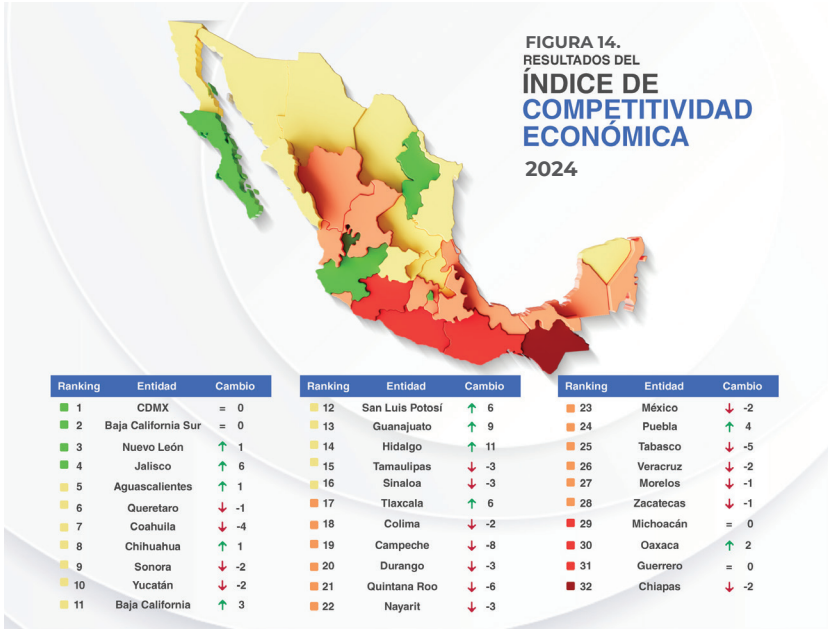 FIGURA 14.
RESULTADOS DEL
ÍNDICE DE
COMPETITIVIDAD
ECONÓMICA
2024
Ranking Entidad Cambio
1 CDMX = 0
2 Baja California Sur = 0
3 Nuevo León ↑ 1
4 Jalisco ↑ 6
5 Aguascalientes ↑ 1
6 Queretaro ↓ -1
7 Coahuila ↓ -4
8 Chihuahua ↑ 1
9 Sonora ↓ -2
10 Yucatán ↓ -2
11 Baja California ↑ 3
Ranking Entidad Cambio
12 San Luis Potosí ↑ 6
13 Guanajuato ↑ 9
14 Hidalgo ↑ 11
15 Tamaulipas ↓ -3
16 Sinaloa ↓ -3
17 Tlaxcala ↑ 6
18 Colima ↓ -2
19 Campeche ↓ -8
20 Durango ↓ -3
21 Quintana Roo ↓ -6
22 Nayarit ↓ -3
Ranking Entidad Cambio
23 México ↓ -2
24 Puebla ↑ 4
25 Tabasco ↓ -5
26 Veracruz ↓ -2
27 Morelos ↓ -1
28 Zacatecas ↓ -1
29 Michoacán = 0
30 Oaxaca ↑ 2
31 Guerrero = 0
32 Chiapas ↓ -2